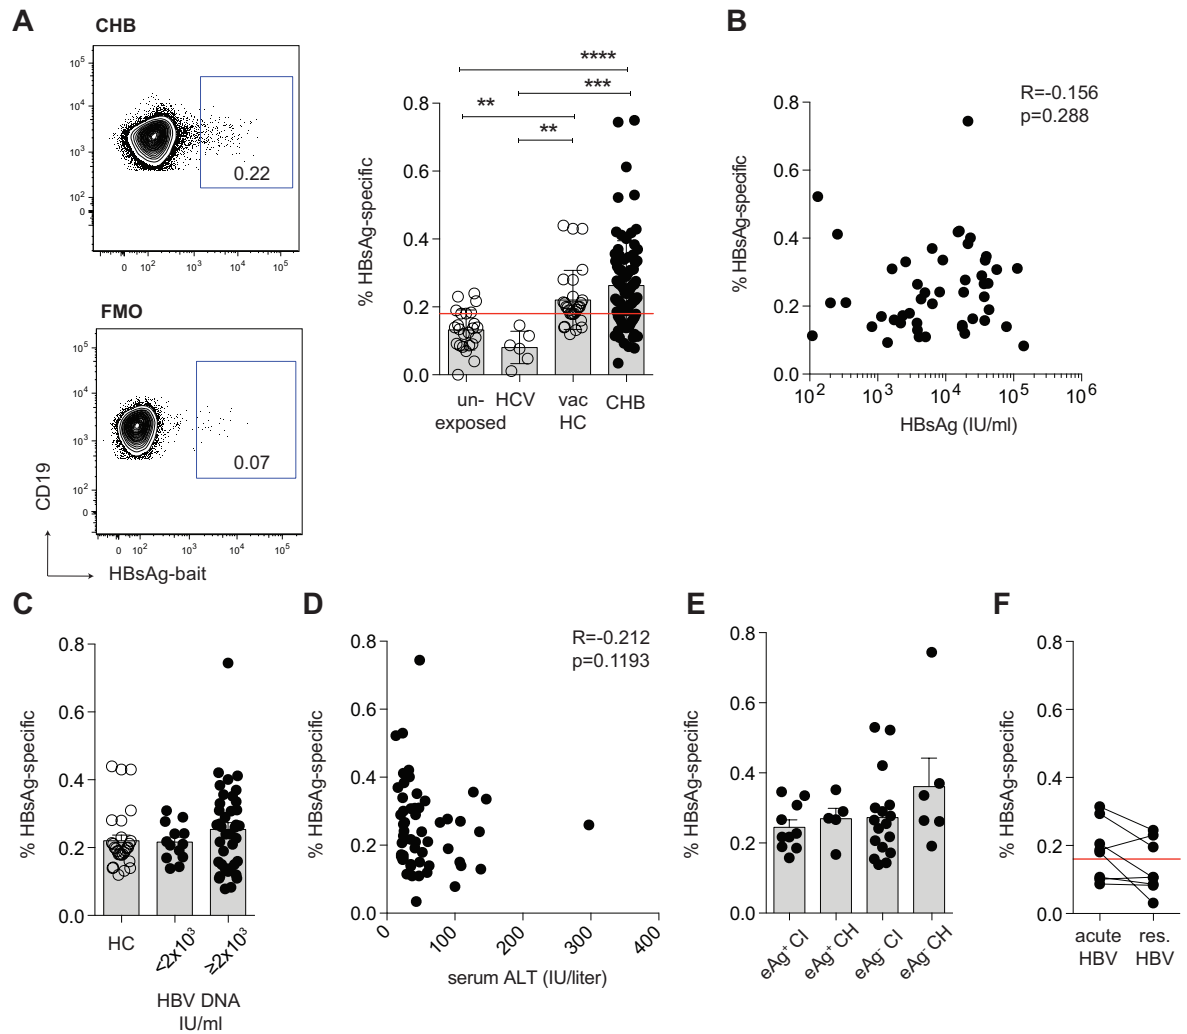 A
CHB
10⁵
10⁴
10³
10²
0
0.22
0 10² 10³ 10⁴ 10⁵
FMO
10⁵
10⁴
10³
10²
0
0.07
0 10² 10³ 10⁴ 10⁵
CD19
HBsAg-bait
% HBsAg-specific
0.8
0.6
0.4
0.2
0.0
****
***
**
**
un-exposed
HCV
vac HC
CHB
B
R=-0.156
p=0.288
% HBsAg-specific
0.8
0.6
0.4
0.2
0.0
10² 10³ 10⁴ 10⁵ 10⁶
HBsAg (IU/ml)
C
% HBsAg-specific
0.8
0.6
0.4
0.2
0.0
HC
<2x10³
≥2x10³
HBV DNA
IU/ml
D
R=-0.212
p=0.1193
% HBsAg-specific
0.8
0.6
0.4
0.2
0.0
0 100 200 300 400
serum ALT (IU/liter)
E
% HBsAg-specific
0.8
0.6
0.4
0.2
0.0
eAg⁺ CI
eAg⁺ CH
eAg⁻ CI
eAg⁻ CH
F
% HBsAg-specific
0.8
0.6
0.4
0.2
0.0
acute HBV
res. HBV